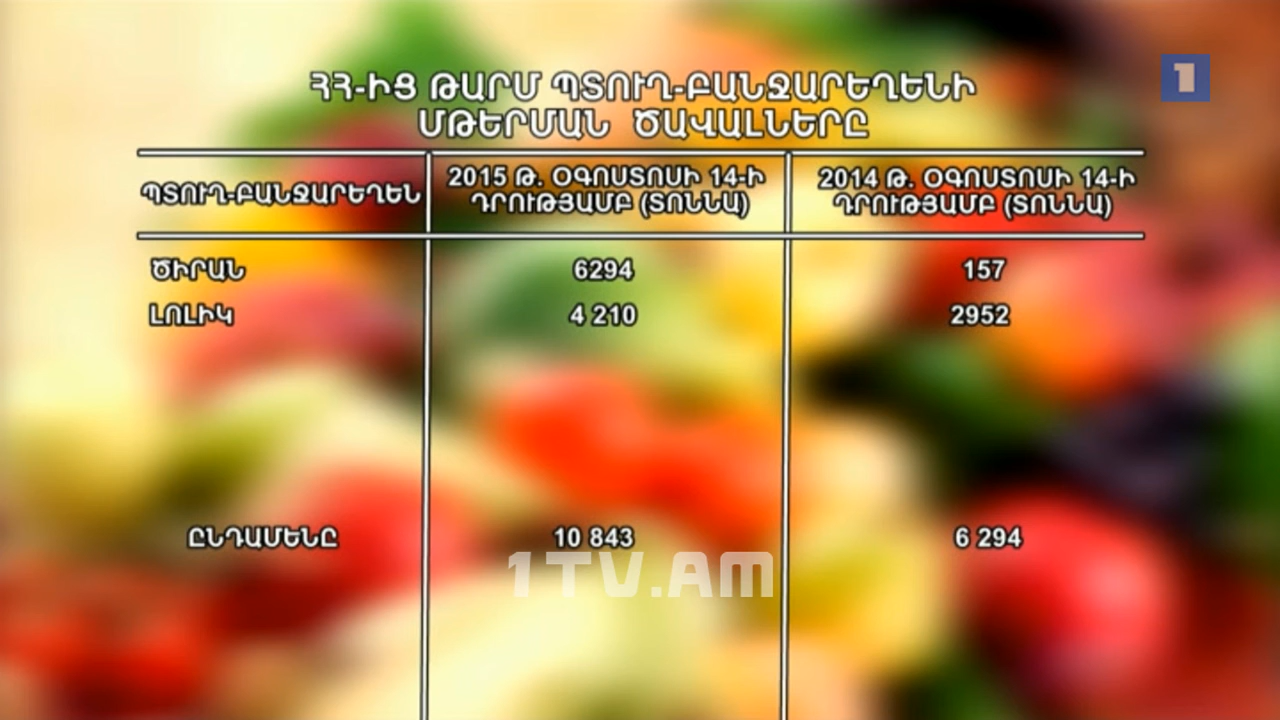 1
ՀՀ-ԻՑ ԹԱՐՄ ՊՏՈՒՂ-ԲԱՆՋԱՐԵՂԵՆԻ
ՄԹԵՐՄԱՆ ԾԱՎԱԼՆԵՐԸ
ՊՏՈՒՂ-ԲԱՆՋԱՐԵՂԵՆ
2015 Թ. ՕԳՈՍՏՈՍԻ 14-Ի
ԴՐՈՒԹՅԱՄԲ (ՏՈՆՆԱ)
2014 Թ. ՕԳՈՍՏՈՍԻ 14-Ի
ԴՐՈՒԹՅԱՄԲ (ՏՈՆՆԱ)
ԾԻՐԱՆ 6294 157
ԼՈԼԻԿ 4 210 2952
ԸՆԴԱՄԵՆԸ 10 843 6 294
1TV.AM